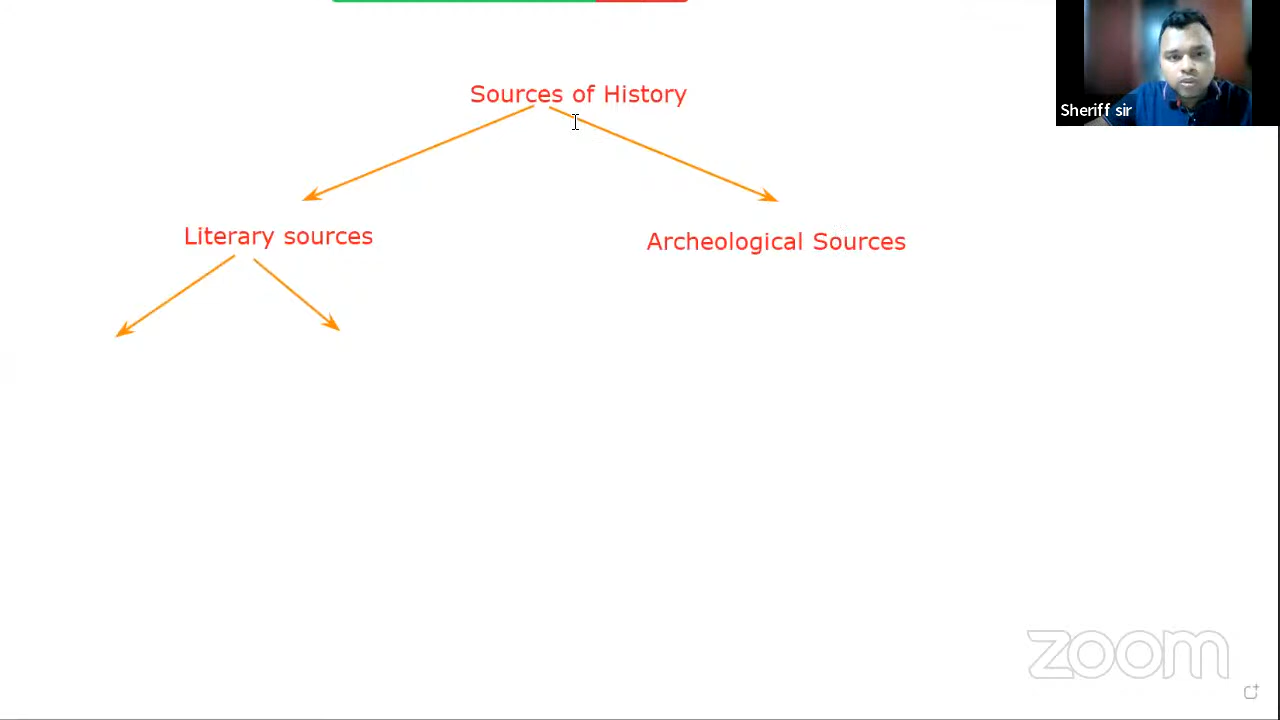 Sources of History
Sheriff sir
Literary sources
Archeological Sources
zoom